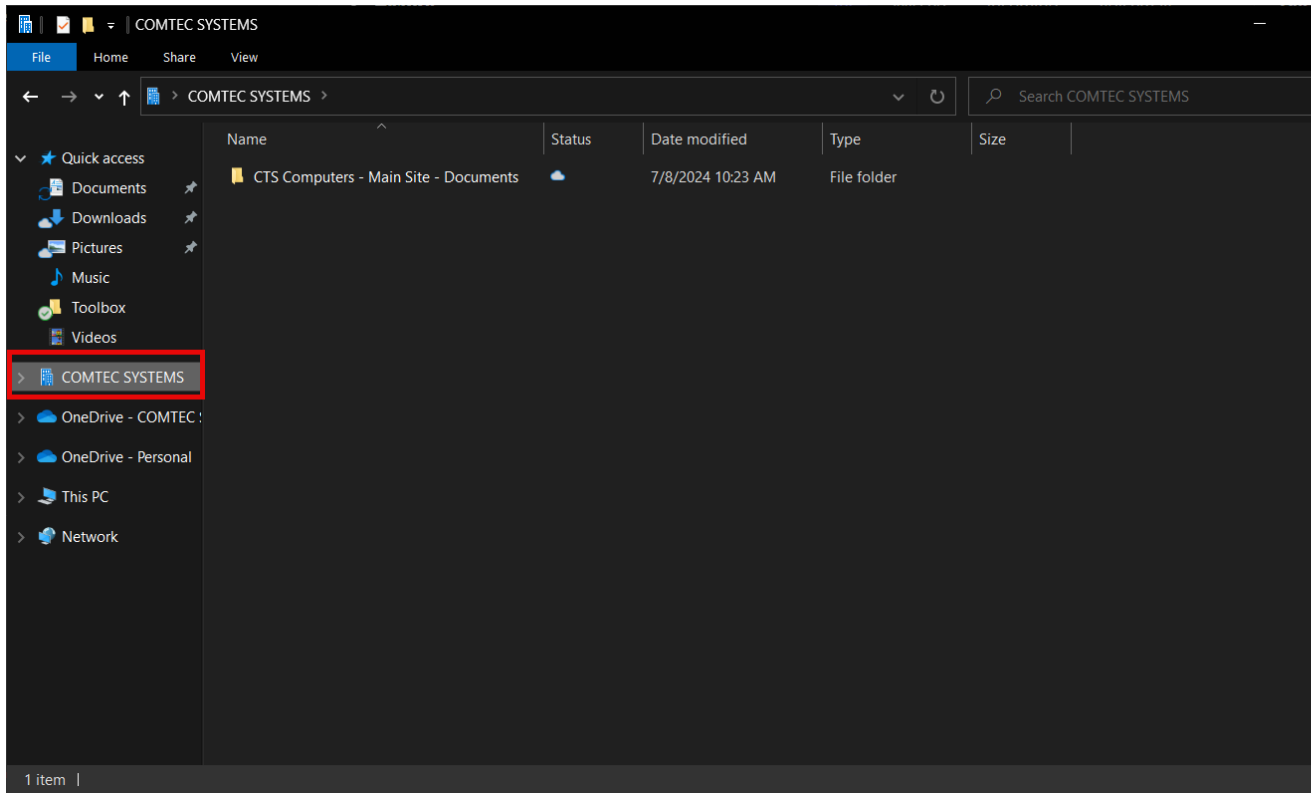 COMTEC SYSTEMS
File Home Share View
COMTEC SYSTEMS
Search COMTEC SYSTEMS
Name Status Date modified Type Size
Quick access
CTS Computers - Main Site - Documents 7/8/2024 10:23 AM File folder
Documents
Downloads
Pictures
Music
Toolbox
Videos
COMTEC SYSTEMS
OneDrive - COMTEC
OneDrive - Personal
This PC
Network
1 item